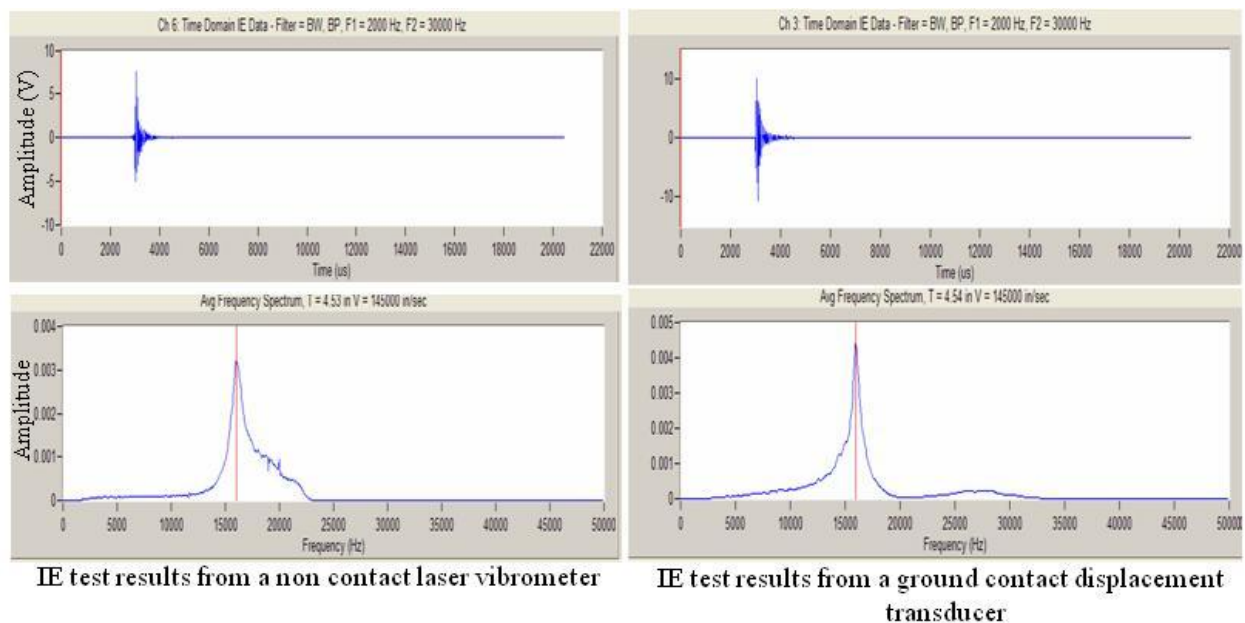 Ch 6: Time Domain IE Data - Filter = BW, BP, F1 = 2000 Hz, F2 = 30000 Hz
Amplitude (V)
10
5
0
-5
-10
0 2000 4000 6000 8000 10000 12000 14000 16000 18000 20000 22000
Time (us)
Avg Frequency Spectrum, T = 4.53 in V = 145000 in/sec
Amplitude
0.004
0.003
0.002
0.001
0
0 5000 10000 15000 20000 25000 30000 35000 40000 45000 50000
Frequency (Hz)
IE test results from a non contact laser vibrometer
Ch 3: Time Domain IE Data - Filter = BW, BP, F1 = 2000 Hz, F2 = 30000 Hz
10
0
-10
0 2000 4000 6000 8000 10000 12000 14000 16000 18000 20000 22000
Time (us)
Avg Frequency Spectrum, T = 4.54 in V = 145000 in/sec
0.005
0.004
0.003
0.002
0.001
0
0 5000 10000 15000 20000 25000 30000 35000 40000 45000 50000
Frequency (Hz)
IE test results from a ground contact displacement
transducer